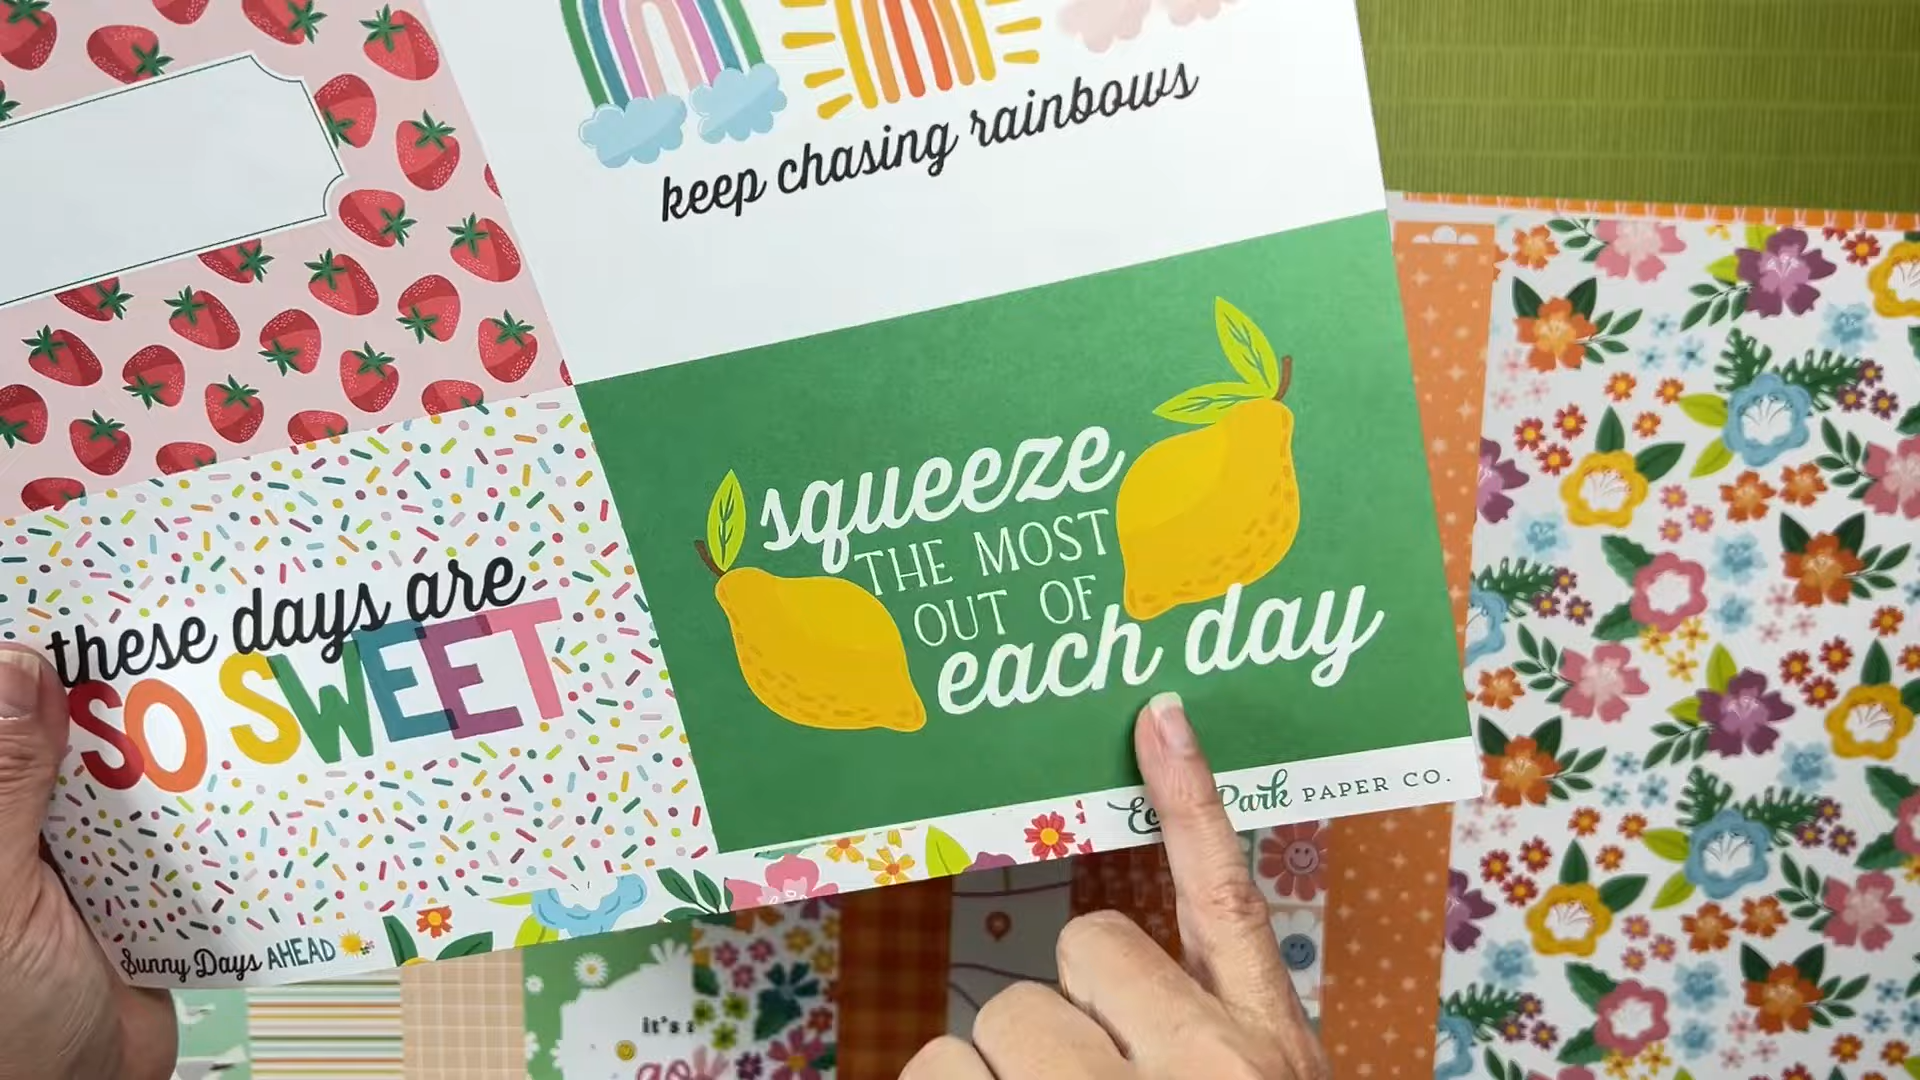 keep chasing rainbows
squeeze
THE MOST
OUT OF
each day
these days are
SO SWEET
Park PAPER CO.
Sunny Days AHEAD
it's